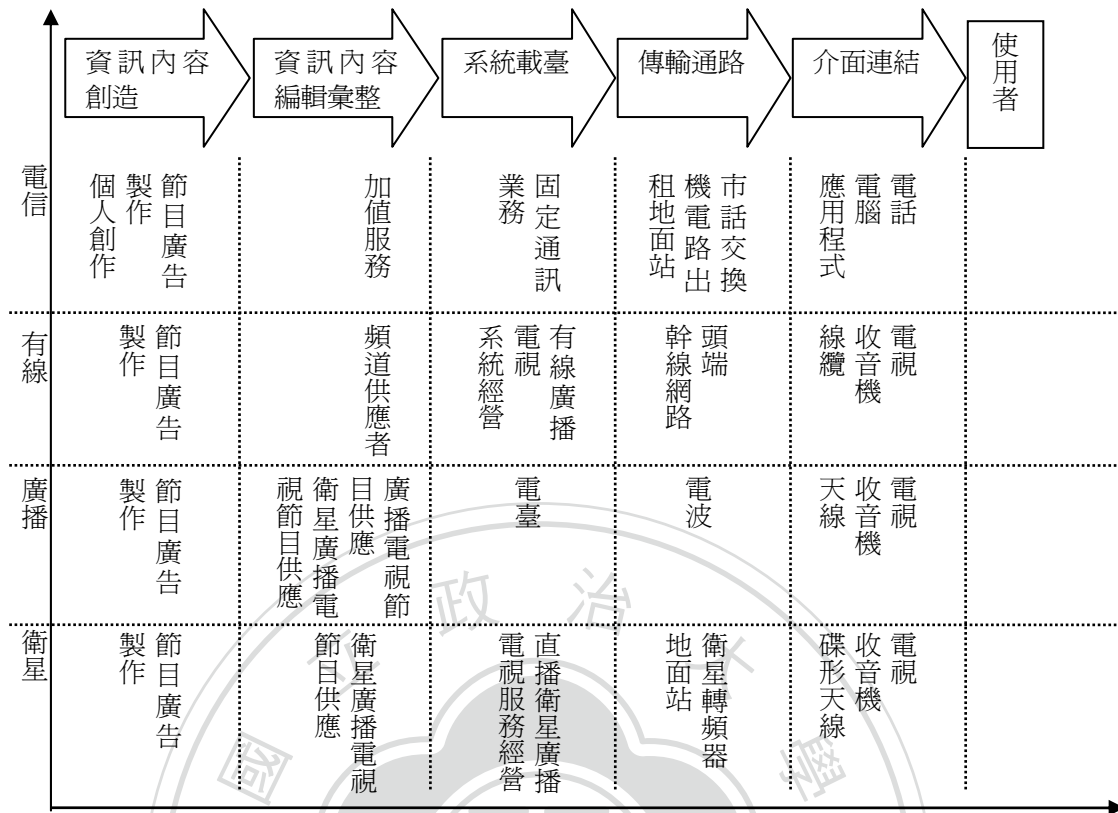 資訊內容
創造
資訊內容
編輯彙整
系統載臺
傳輸通路
介面連結
使用者
電信
節目廣告
製作
個人創作
加值服務
固定通訊
業務
市話交換
機電路出
租地面站
電話
電腦
應用程式
有線
節目廣告
製作
頻道供應者
有線廣播
電視
系統經營
頭端
幹線網路
電視
收音機
線纜
廣播
節目廣告
製作
廣播電視節
目供應
衛星廣播電
視節目供應
電臺
電波
電視
收音機
天線
衛星
節目廣告
製作
衛星廣播電視
節目供應
直播衛星廣播
電視服務經營
衛星轉頻器
地面站
電視
收音機
碟形天線
國立政治大學